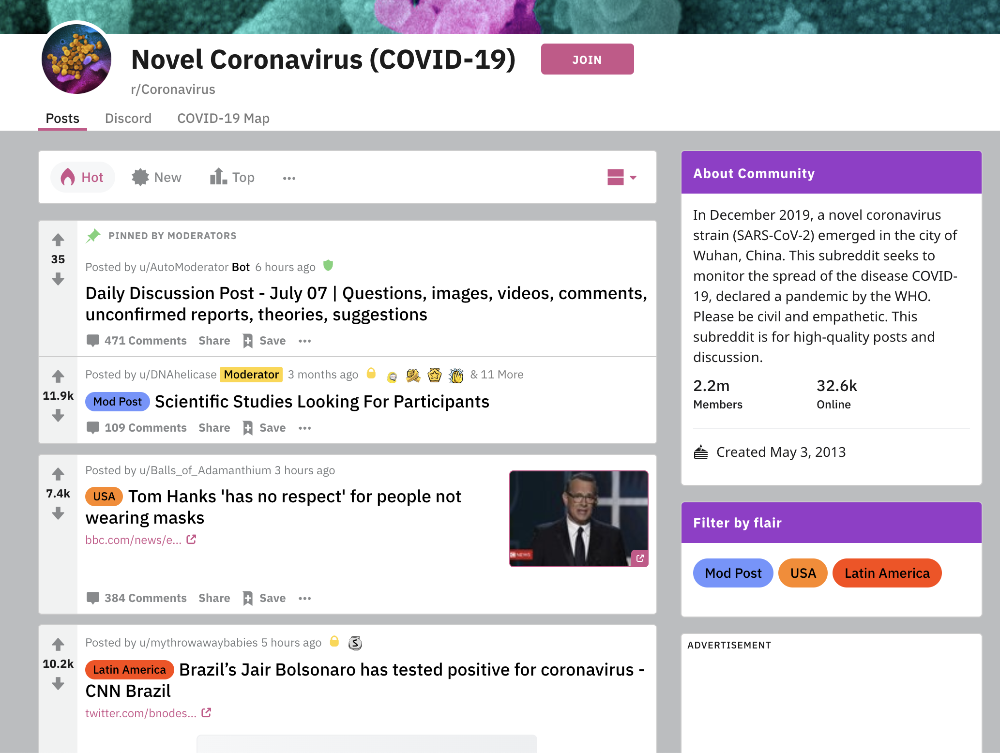 Novel Coronavirus (COVID-19)
JOIN
r/Coronavirus
Posts
Discord
COVID-19 Map
Hot
New
Top
PINNED BY MODERATORS
35
Posted by u/AutoModerator Bot 6 hours ago
Daily Discussion Post - July 07 | Questions, images, videos, comments,
unconfirmed reports, theories, suggestions
471 Comments Share Save
Posted by u/DNAhelicase Moderator 3 months ago & 11 More
11.9k
Mod Post Scientific Studies Looking For Participants
109 Comments Share Save
Posted by u/Balls_of_Adamanthium 3 hours ago
7.4k
USA Tom Hanks 'has no respect' for people not
wearing masks
bbc.com/news/e...
NEWS
384 Comments Share Save
Posted by u/mythrowawaybabies 5 hours ago
S
10.2k
Latin America Brazil’s Jair Bolsonaro has tested positive for coronavirus -
CNN Brazil
twitter.com/bnodes...
About Community
In December 2019, a novel coronavirus
strain (SARS-CoV-2) emerged in the city of
Wuhan, China. This subreddit seeks to
monitor the spread of the disease COVID-
19, declared a pandemic by the WHO.
Please be civil and empathetic. This
subreddit is for high-quality posts and
discussion.
2.2m
Members
32.6k
Online
Created May 3, 2013
Filter by flair
Mod Post
USA
Latin America
ADVERTISEMENT